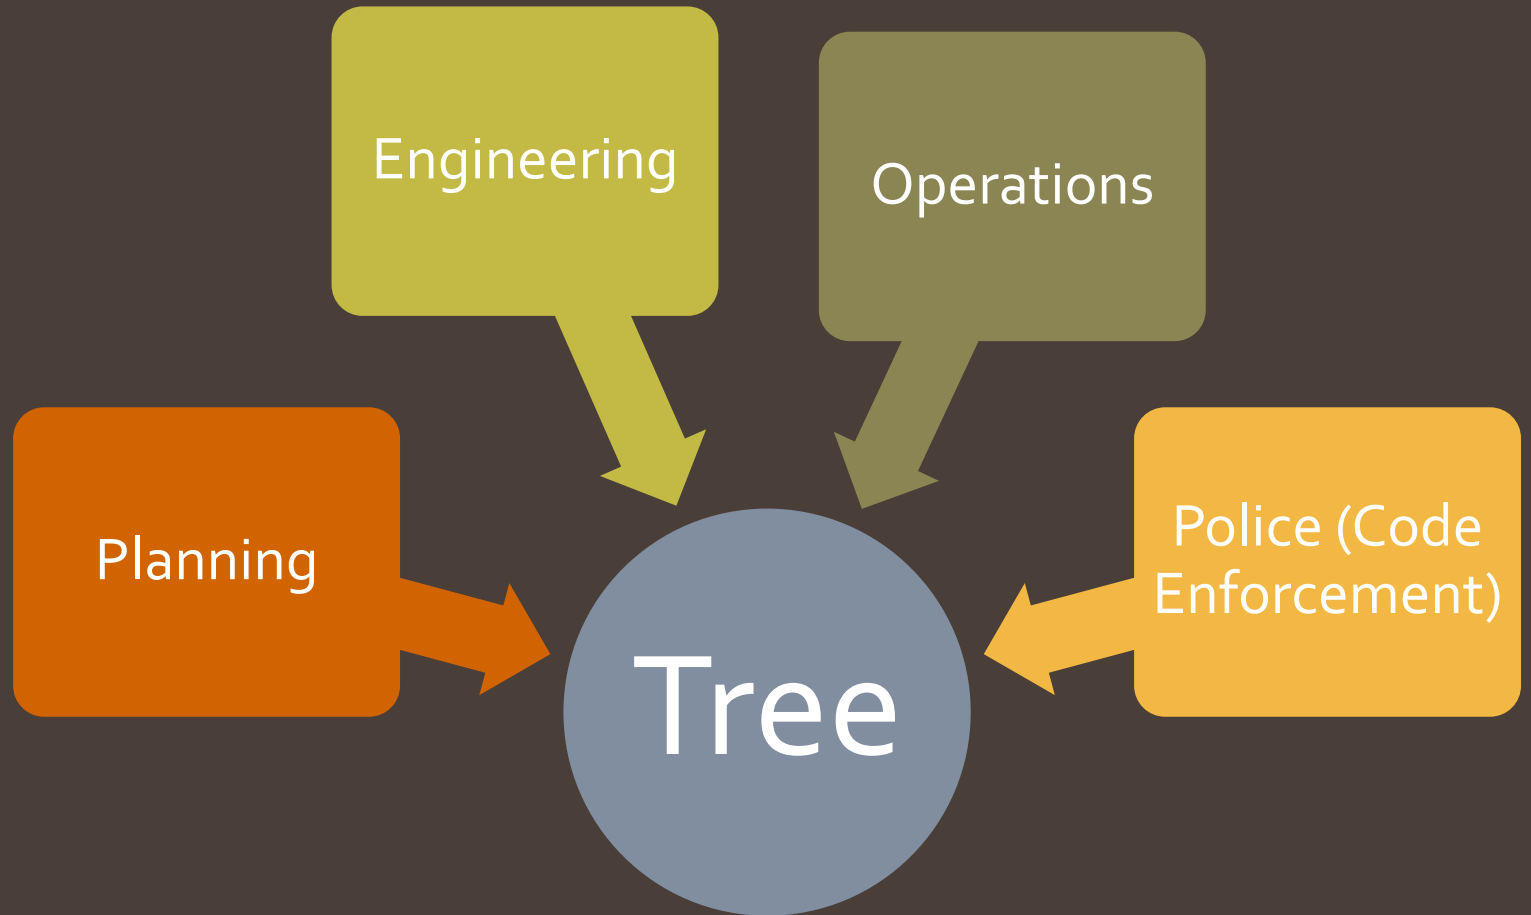 Engineering
Operations
Planning
Police (Code
Enforcement)
Tree